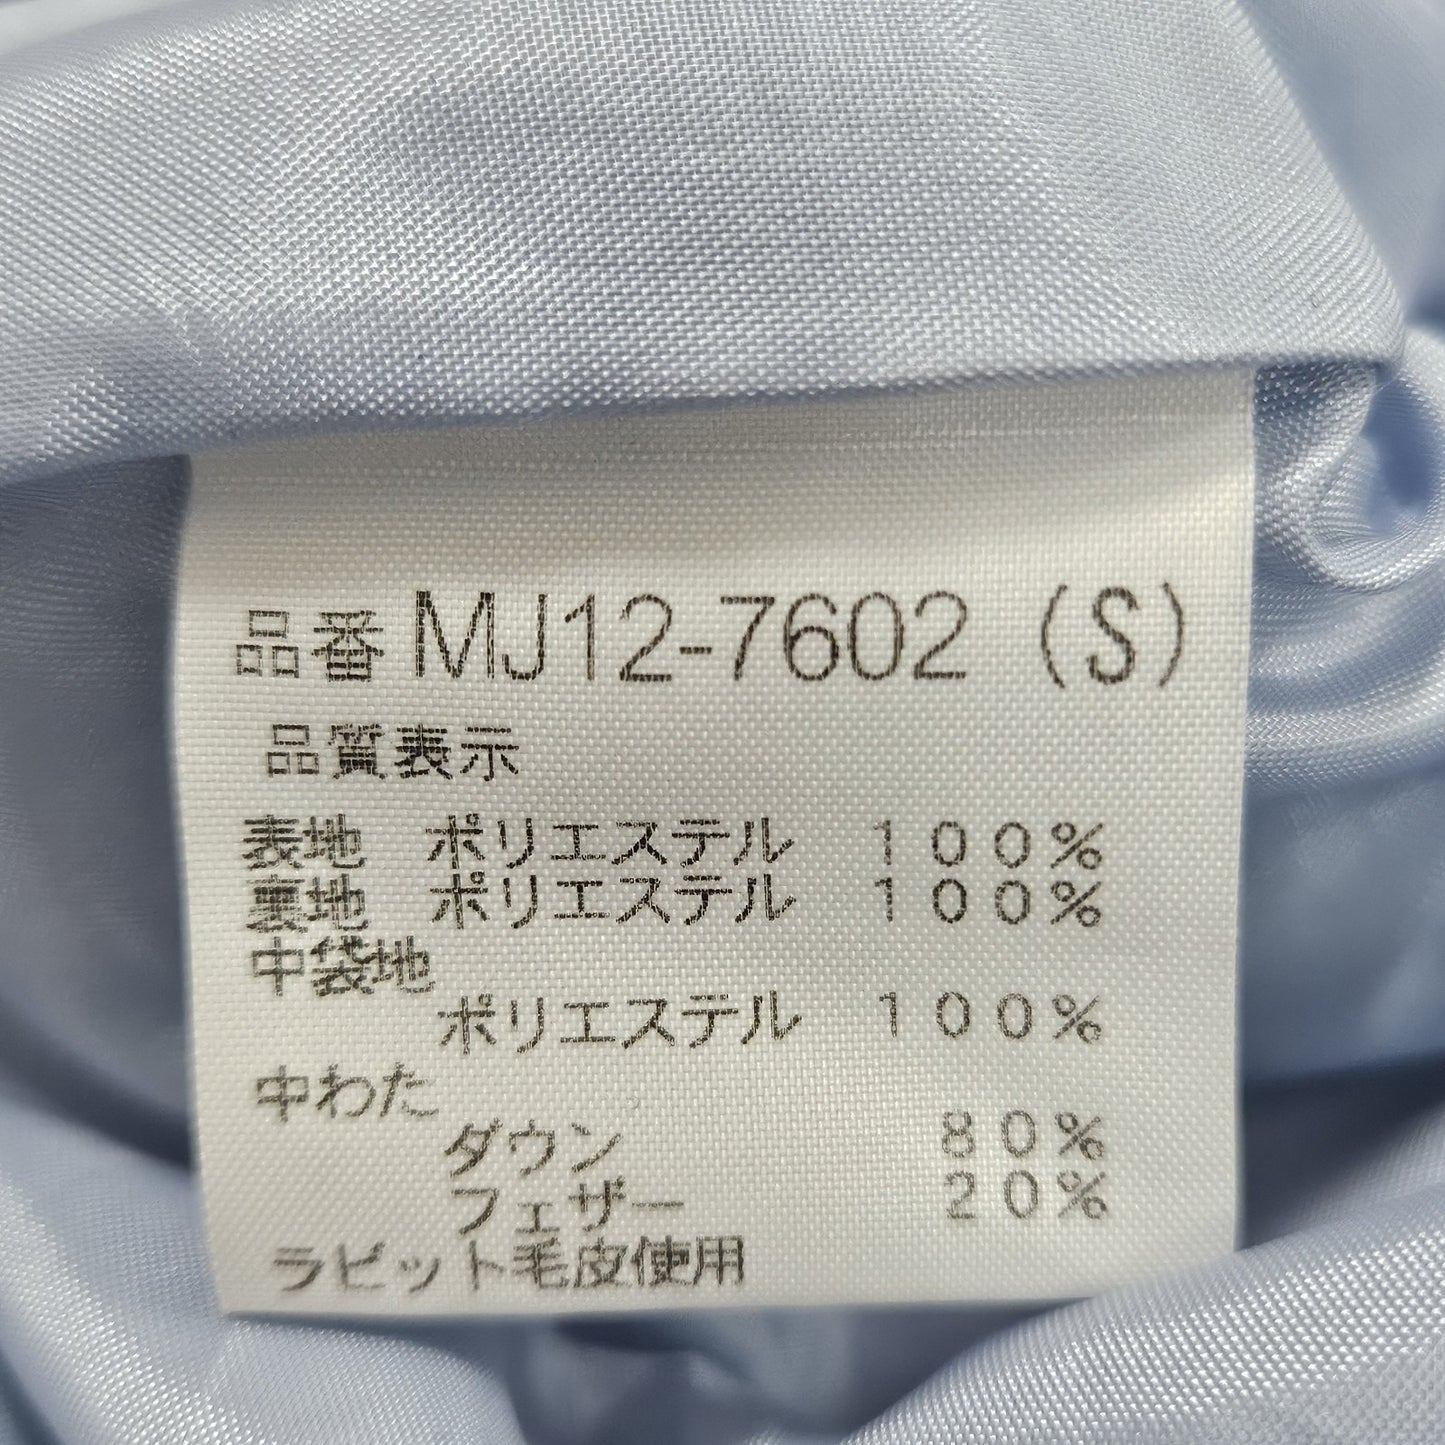 品番 MJ12-7602 (S)
品質表示
表地 ポリエステル 100%
裏地 ポリエステル 100%
中袋地
ポリエステル 100%
中わた
ダウン 80%
フェザー 20%
ラビット毛皮使用